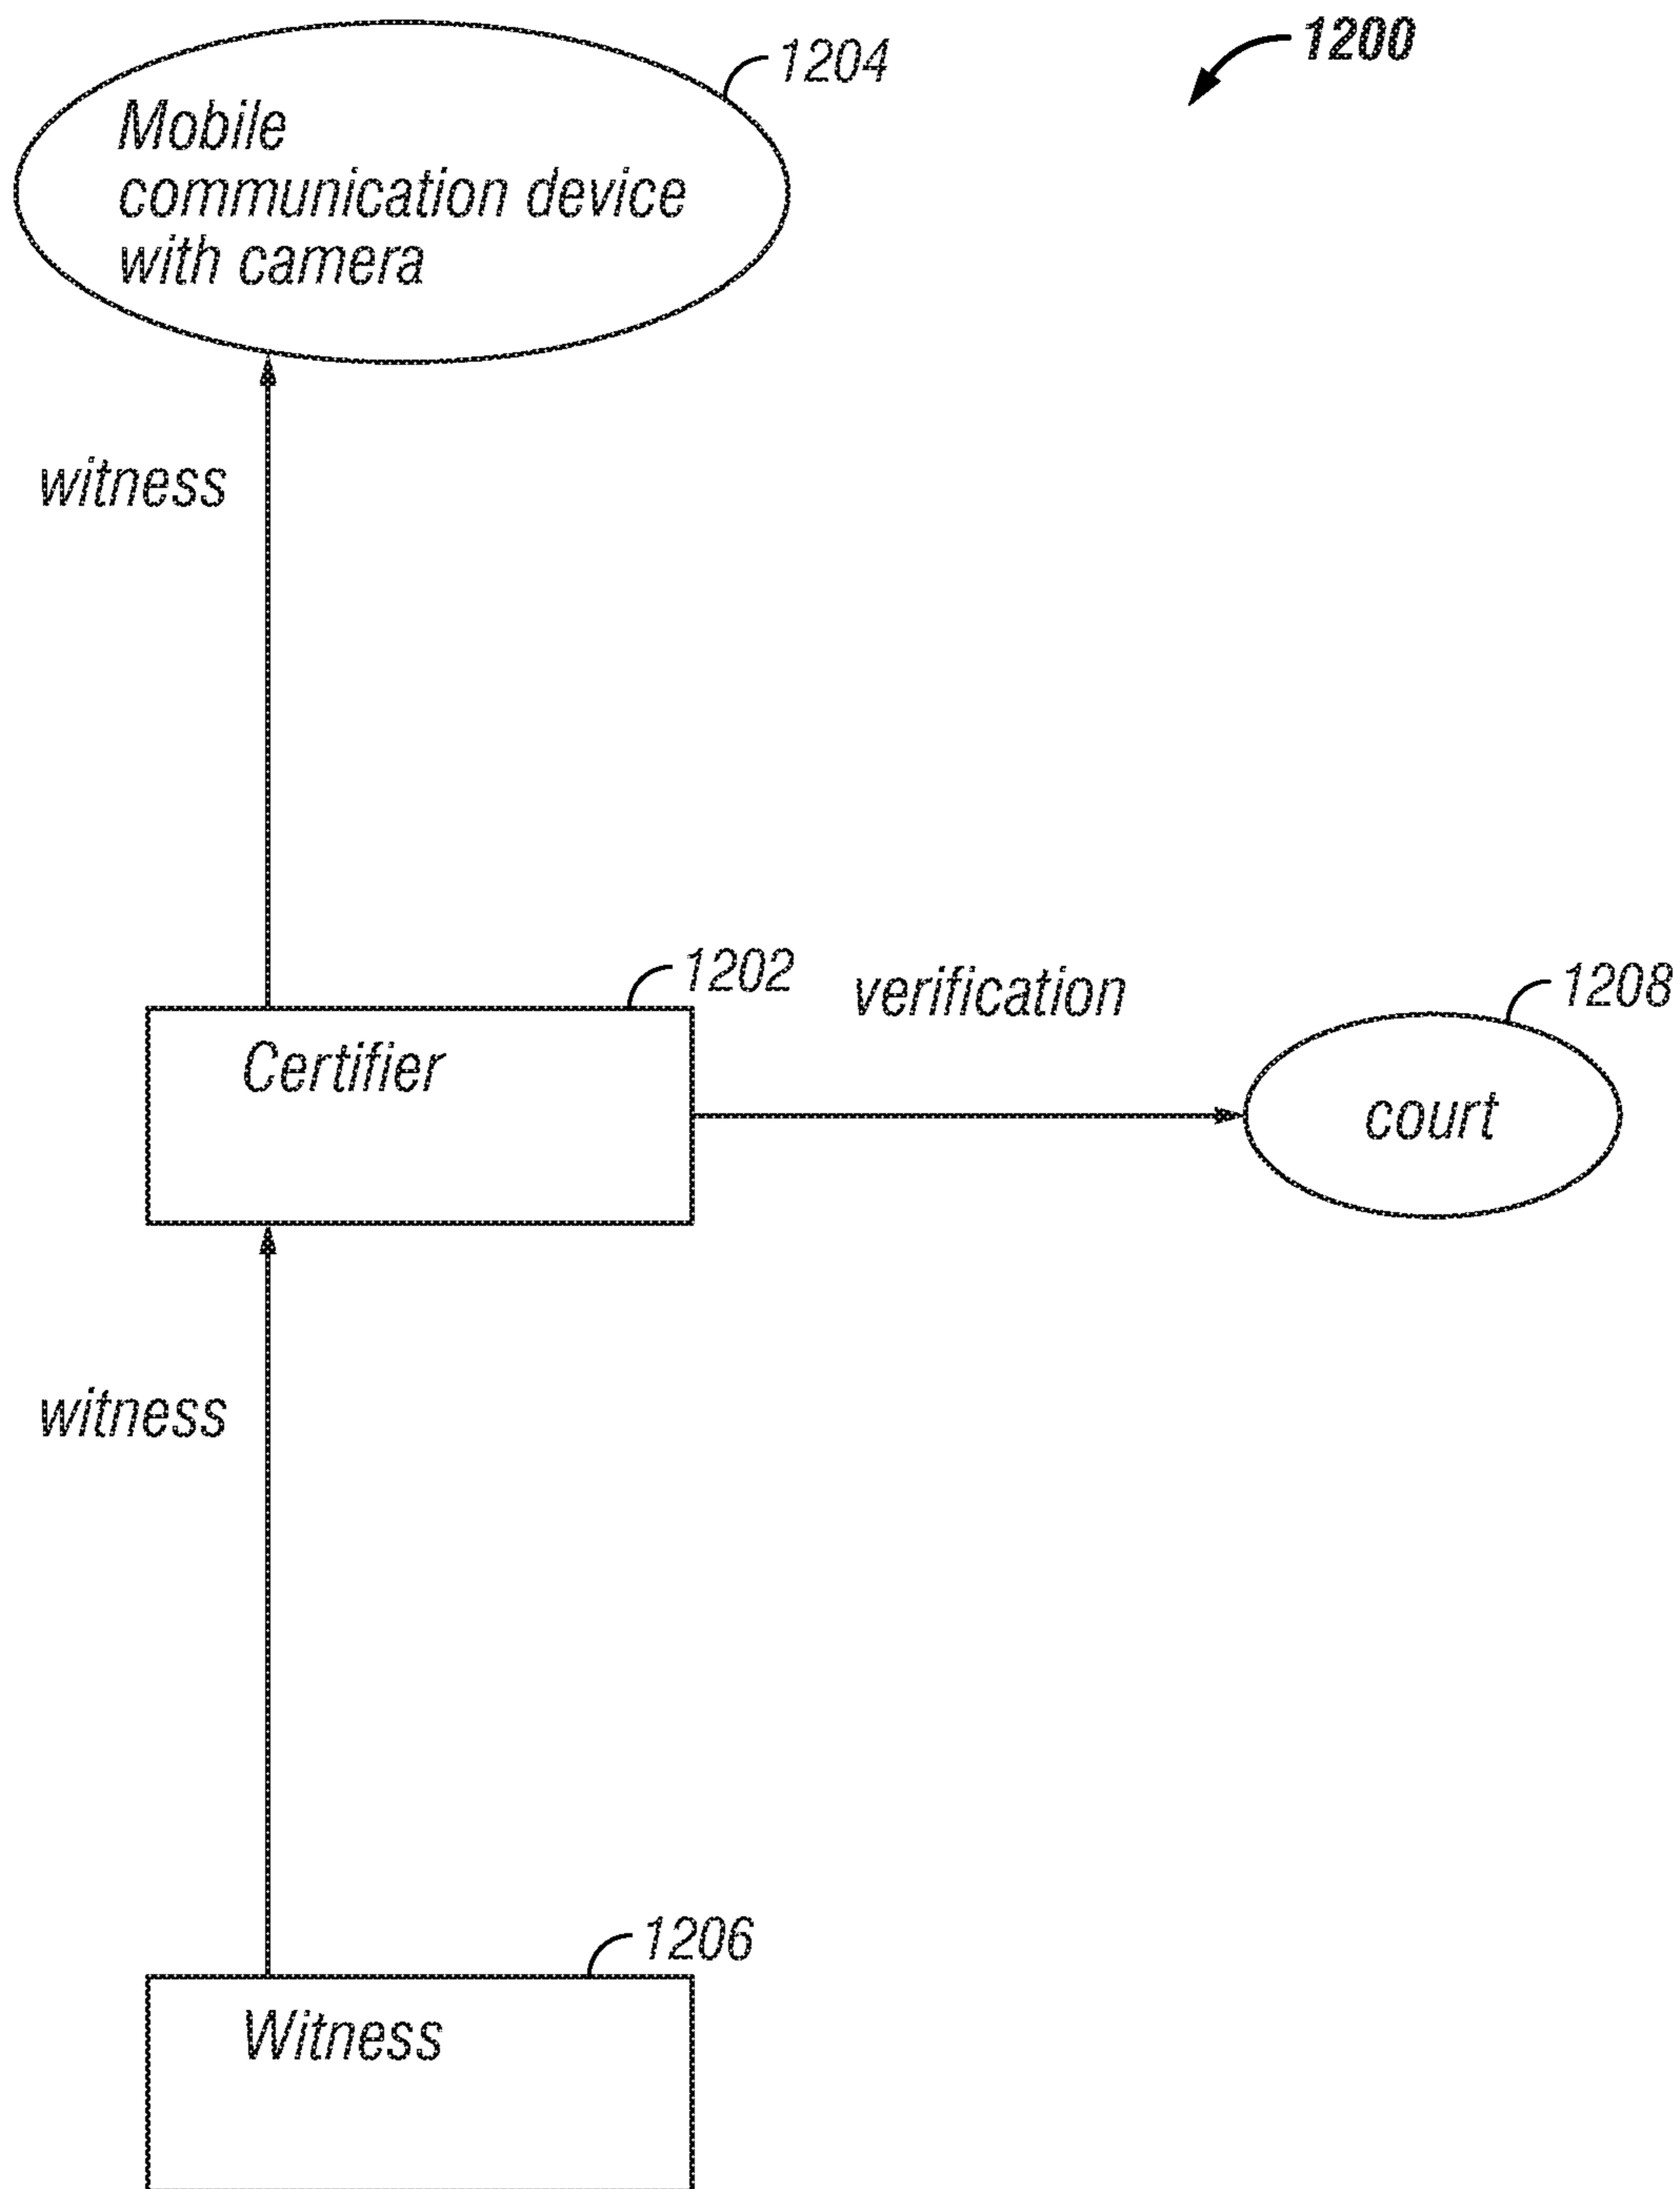 1200
1204
Mobile
communication device
with camera
witness
1202
verification
1208
Certifier
court
witness
1206
Witness